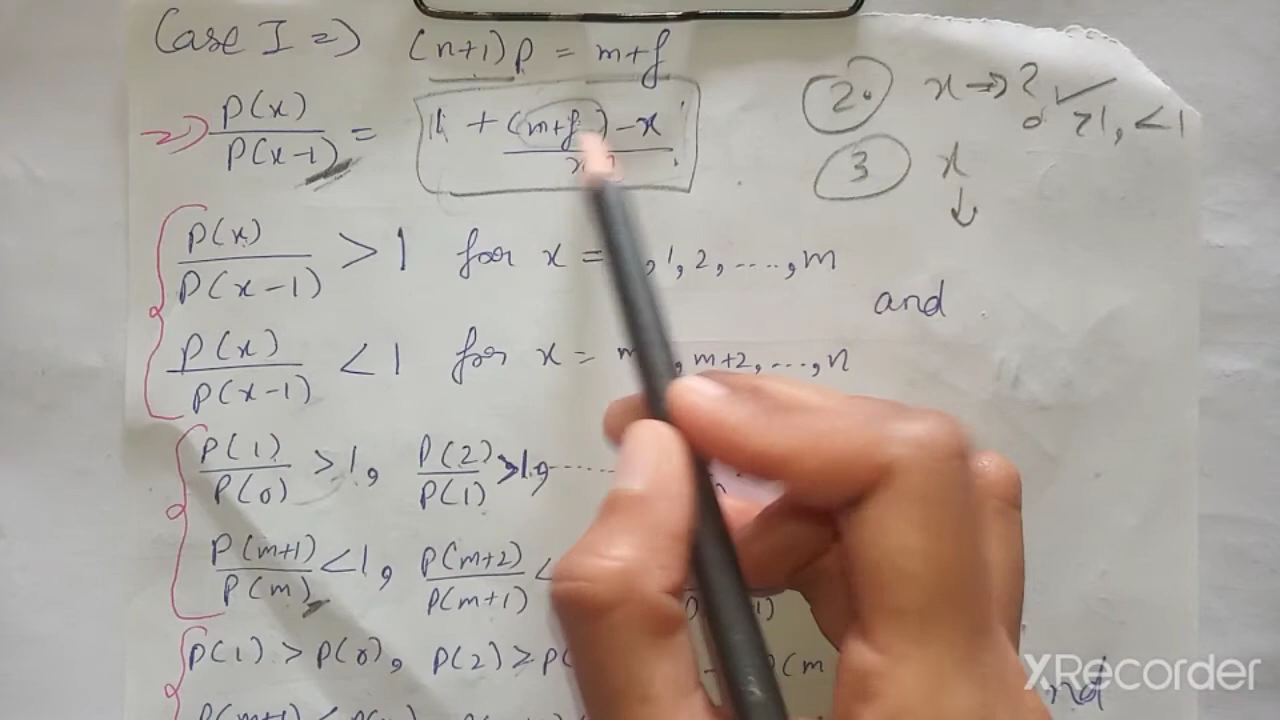 Case I => (n+1)p = m+f
=> P(x)/P(x-1) = 1 + (m+f)-x/x
2. x → ? >1, <1
3 x ↓
P(x)/P(x-1) > 1 for x = , 1, 2, ...., m
and
P(x)/P(x-1) < 1 for x = m , m+2, ..., n
P(1)/P(0) > 1, P(2)/P(1) > 1, ......
P(m+1)/P(m) < 1, P(m+2)/P(m+1) <
P(1) > P(0), P(2) > P( P(m
XRecorder